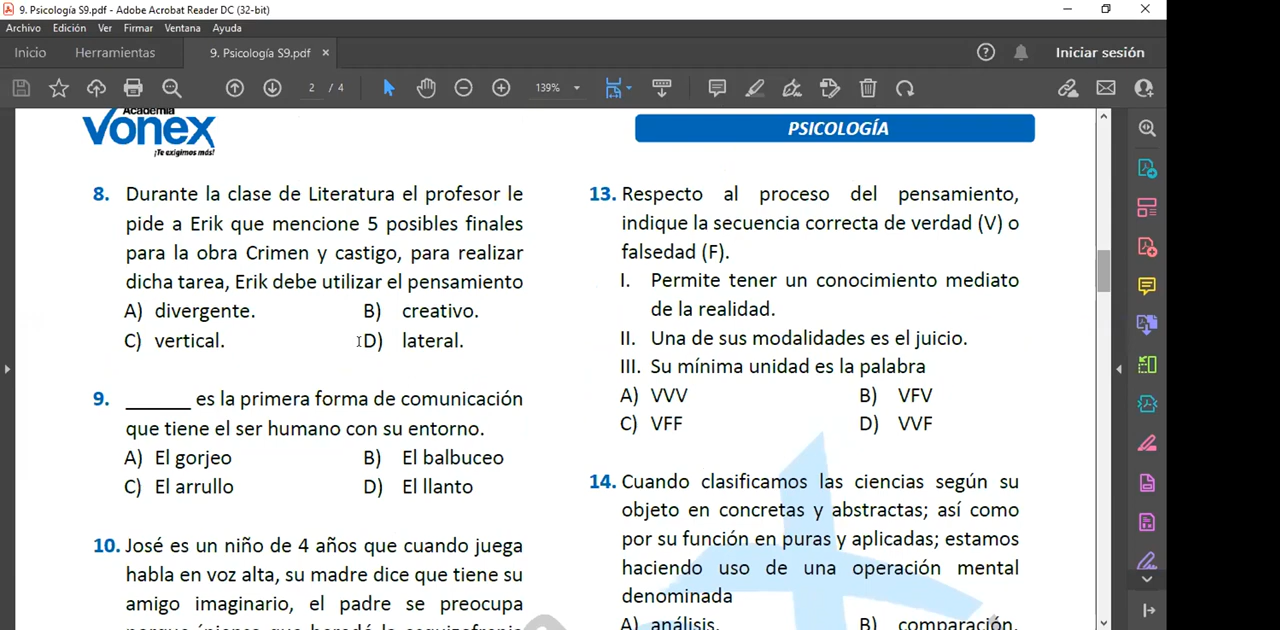 9. Psicología S9.pdf - Adobe Acrobat Reader DC (32-bit)
Archivo Edición Ver Firmar Ventana Ayuda
Inicio Herramientas 9. Psicología S9.pdf × Iniciar sesión
2 / 4 139%
Academia
Vonex
¡Te exigimos más!
PSICOLOGÍA
8. Durante la clase de Literatura el profesor le
pide a Erik que mencione 5 posibles finales
para la obra Crimen y castigo, para realizar
dicha tarea, Erik debe utilizar el pensamiento
A) divergente. B) creativo.
C) vertical. D) lateral.
9. ______ es la primera forma de comunicación
que tiene el ser humano con su entorno.
A) El gorjeo B) El balbuceo
C) El arrullo D) El llanto
10. José es un niño de 4 años que cuando juega
habla en voz alta, su madre dice que tiene su
amigo imaginario, el padre se preocupa
porque piensa que heredó la esquizofrenia
13. Respecto al proceso del pensamiento,
indique la secuencia correcta de verdad (V) o
falsedad (F).
I. Permite tener un conocimiento mediato
de la realidad.
II. Una de sus modalidades es el juicio.
III. Su mínima unidad es la palabra
A) VVV B) VFV
C) VFF D) VVF
14. Cuando clasificamos las ciencias según su
objeto en concretas y abstractas; así como
por su función en puras y aplicadas; estamos
haciendo uso de una operación mental
denominada
A) análisis. B) comparación.